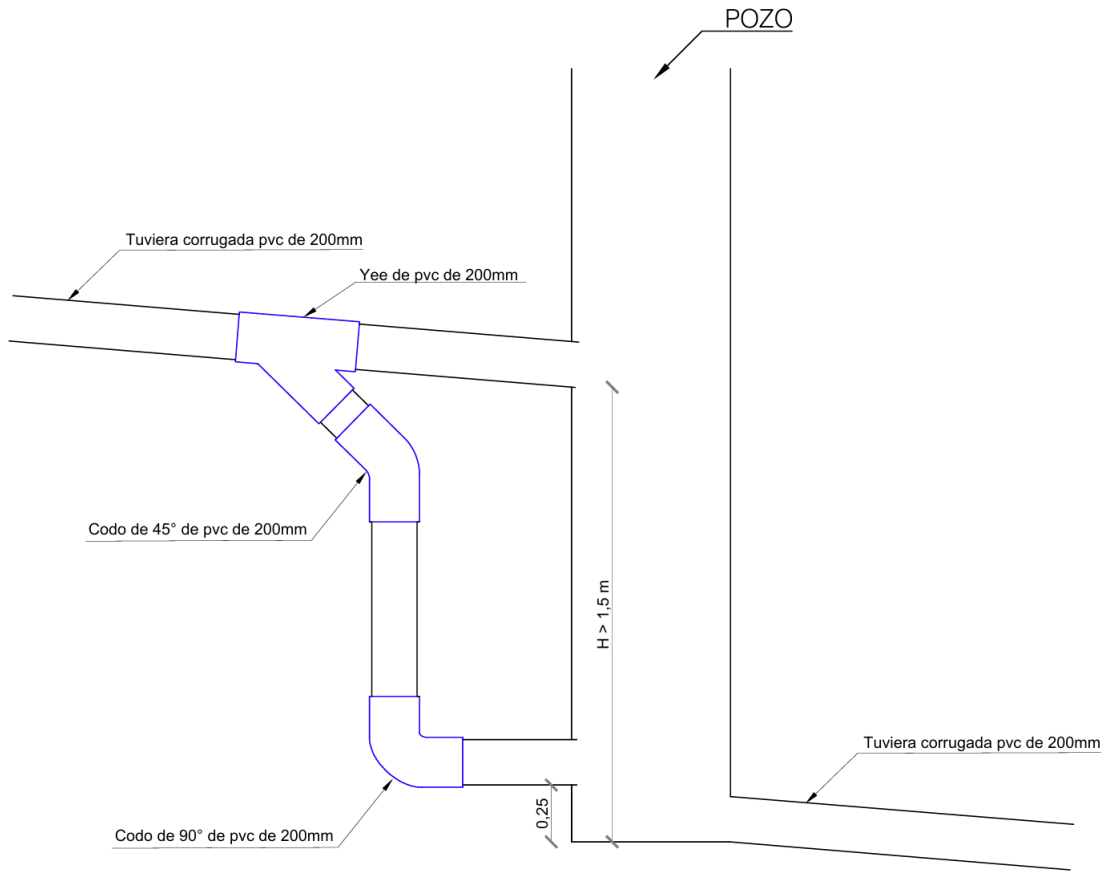 POZO
Tuviera corrugada pvc de 200mm
Yee de pvc de 200mm
Codo de 45° de pvc de 200mm
H > 1,5 m
Tuviera corrugada pvc de 200mm
0,25
Codo de 90° de pvc de 200mm